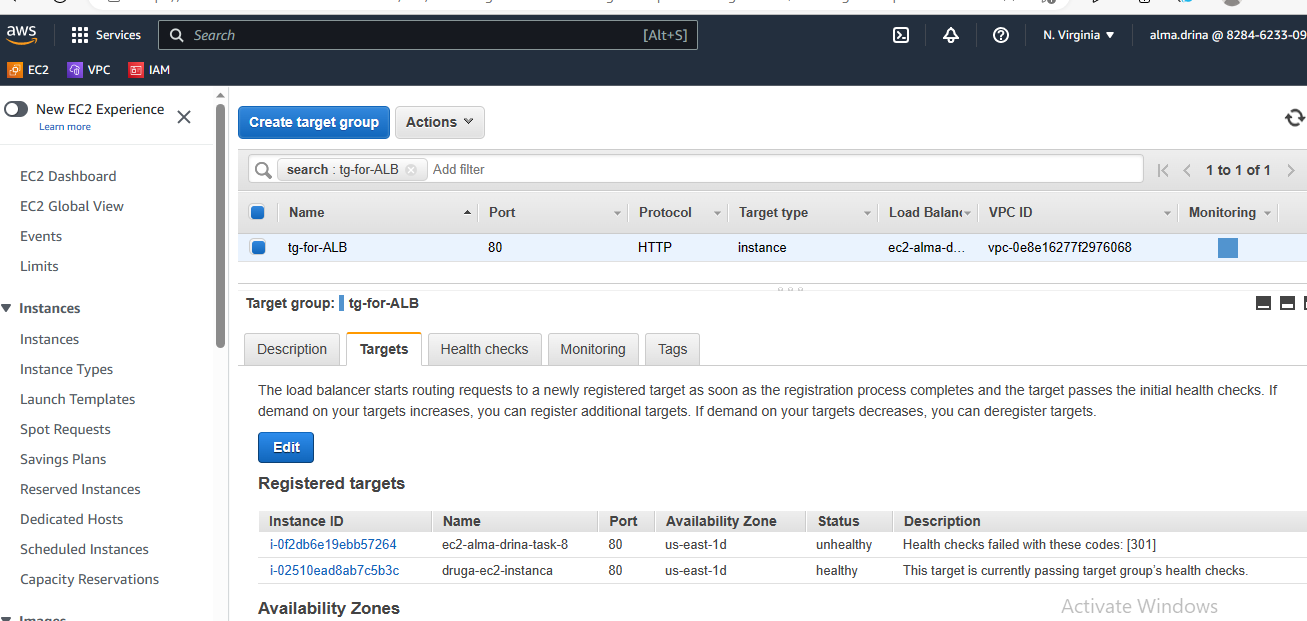 aws Services Search [Alt+S] N. Virginia ▼ alma.drina @ 8284-6233-09
EC2 VPC IAM
New EC2 Experience
Learn more
EC2 Dashboard
EC2 Global View
Events
Limits
Instances
Instances
Instance Types
Launch Templates
Spot Requests
Savings Plans
Reserved Instances
Dedicated Hosts
Scheduled Instances
Capacity Reservations
Images
Create target group Actions
search : tg-for-ALB Add filter 1 to 1 of 1
Name Port Protocol Target type Load Balanc VPC ID Monitoring
tg-for-ALB 80 HTTP instance ec2-alma-d... vpc-0e8e16277f2976068
Target group: tg-for-ALB
Description Targets Health checks Monitoring Tags
The load balancer starts routing requests to a newly registered target as soon as the registration process completes and the target passes the initial health checks. If
demand on your targets increases, you can register additional targets. If demand on your targets decreases, you can deregister targets.
Edit
Registered targets
Instance ID Name Port Availability Zone Status Description
i-0f2db6e19ebb57264 ec2-alma-drina-task-8 80 us-east-1d unhealthy Health checks failed with these codes: [301]
i-02510ead8ab7c5b3c druga-ec2-instanca 80 us-east-1d healthy This target is currently passing target group's health checks.
Availability Zones
Activate Windows